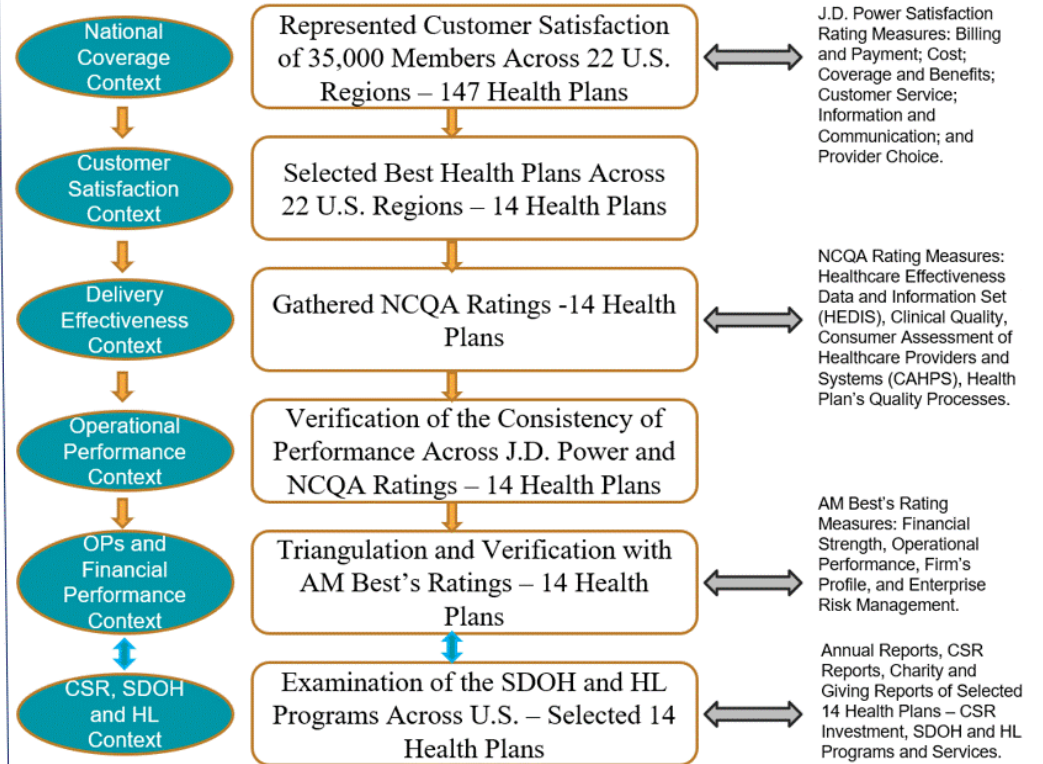 National
Coverage
Context
Represented Customer Satisfaction
of 35,000 Members Across 22 U.S.
Regions – 147 Health Plans
J.D. Power Satisfaction
Rating Measures: Billing
and Payment; Cost;
Coverage and Benefits;
Customer Service;
Information and
Communication; and
Provider Choice.
Customer
Satisfaction
Context
Selected Best Health Plans Across
22 U.S. Regions – 14 Health Plans
Delivery
Effectiveness
Context
Gathered NCQA Ratings -14 Health
Plans
NCQA Rating Measures:
Healthcare Effectiveness
Data and Information Set
(HEDIS), Clinical Quality,
Consumer Assessment of
Healthcare Providers and
Systems (CAHPS), Health
Plan's Quality Processes.
Operational
Performance
Context
Verification of the Consistency of
Performance Across J.D. Power and
NCQA Ratings – 14 Health Plans
OPs and
Financial
Performance
Context
Triangulation and Verification with
AM Best's Ratings – 14 Health
Plans
AM Best's Rating
Measures: Financial
Strength, Operational
Performance, Firm's
Profile, and Enterprise
Risk Management.
CSR, SDOH
and HL
Context
Examination of the SDOH and HL
Programs Across U.S. – Selected 14
Health Plans
Annual Reports, CSR
Reports, Charity and
Giving Reports of Selected
14 Health Plans – CSR
Investment, SDOH and HL
Programs and Services.